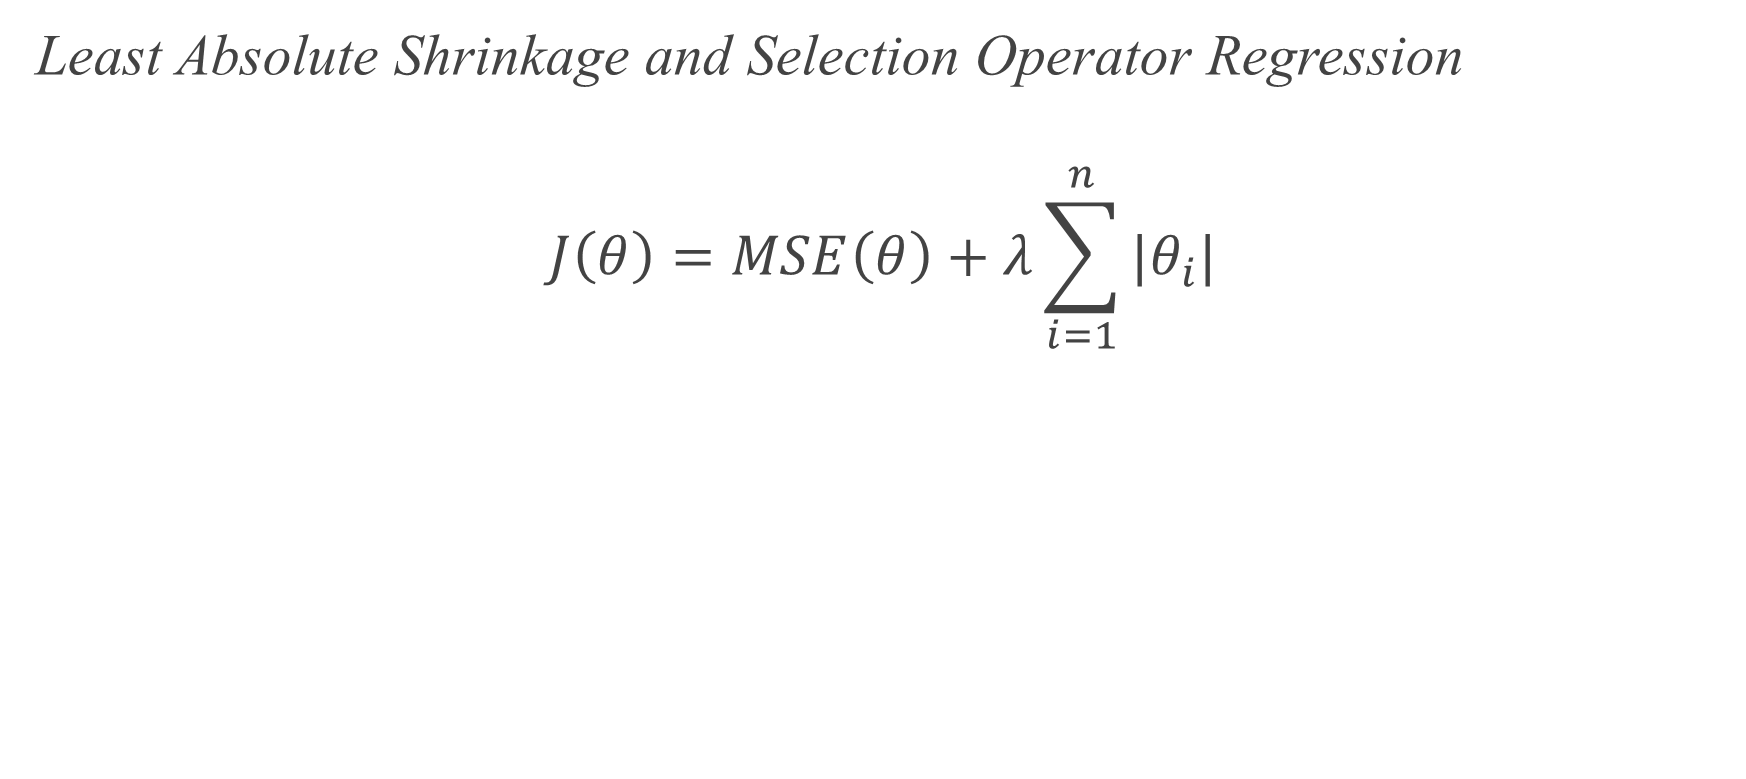 Least Absolute Shrinkage and Selection Operator Regression
J(θ) = MSE(θ) + λ ∑_{i=1}^{n} |θ_i|